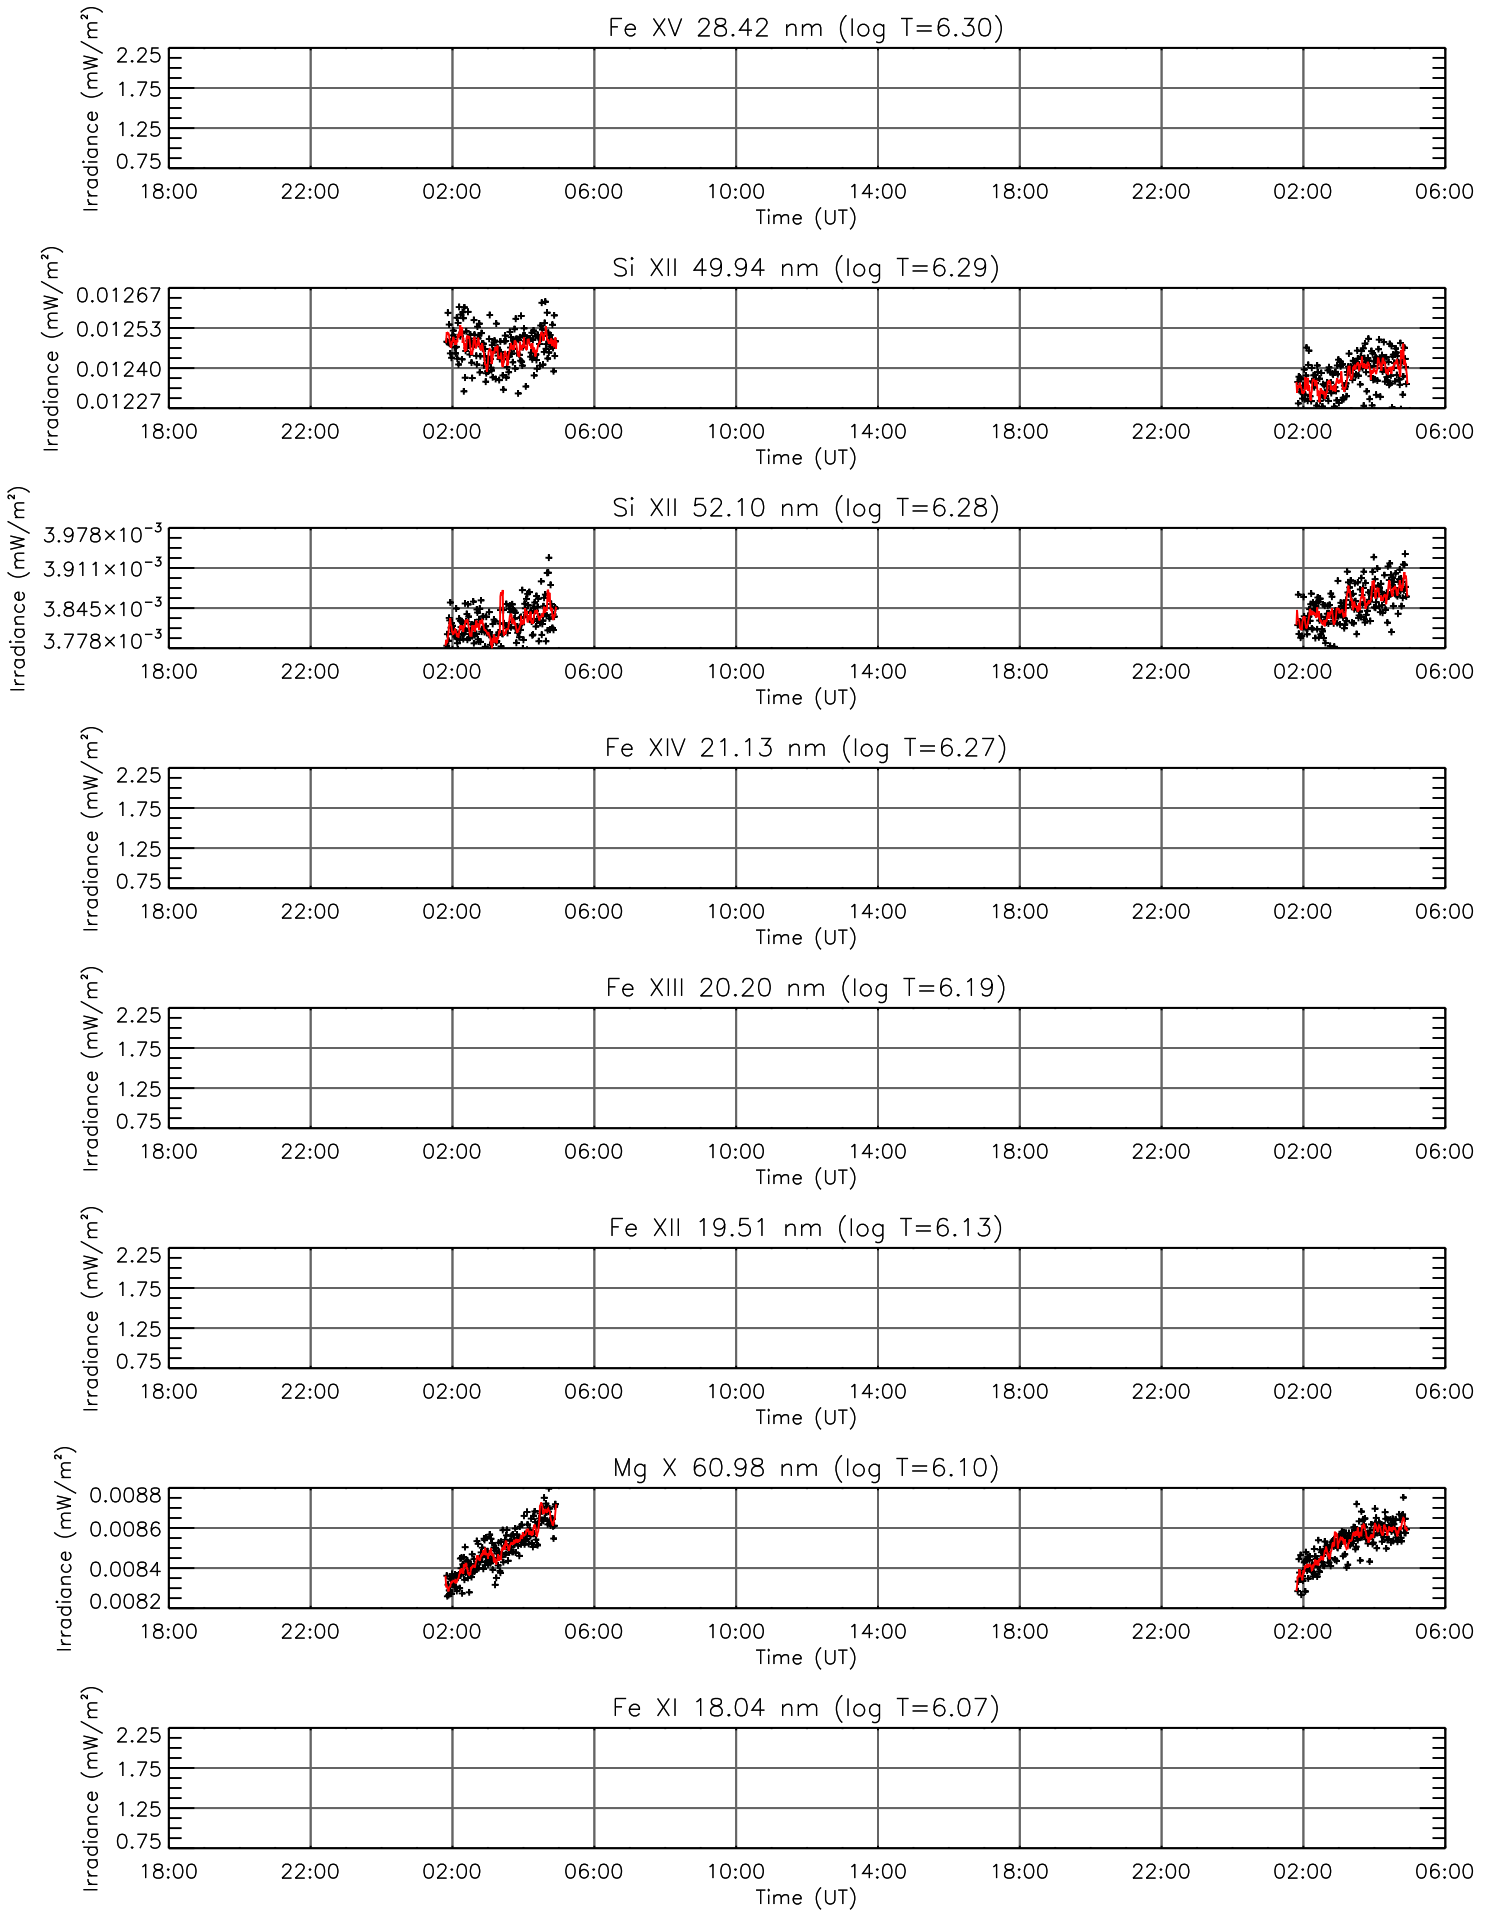 Fe XV 28.42 nm (log T=6.30)
Irradiance (mW/m²)
2.25
1.75
1.25
0.75
18:00 22:00 02:00 06:00 10:00 14:00 18:00 22:00 02:00 06:00
Time (UT)
Si XII 49.94 nm (log T=6.29)
Irradiance (mW/m²)
0.01267
0.01253
0.01240
0.01227
18:00 22:00 02:00 06:00 10:00 14:00 18:00 22:00 02:00 06:00
Time (UT)
Si XII 52.10 nm (log T=6.28)
Irradiance (mW/m²)
3.978×10⁻³
3.911×10⁻³
3.845×10⁻³
3.778×10⁻³
18:00 22:00 02:00 06:00 10:00 14:00 18:00 22:00 02:00 06:00
Time (UT)
Fe XIV 21.13 nm (log T=6.27)
Irradiance (mW/m²)
2.25
1.75
1.25
0.75
18:00 22:00 02:00 06:00 10:00 14:00 18:00 22:00 02:00 06:00
Time (UT)
Fe XIII 20.20 nm (log T=6.19)
Irradiance (mW/m²)
2.25
1.75
1.25
0.75
18:00 22:00 02:00 06:00 10:00 14:00 18:00 22:00 02:00 06:00
Time (UT)
Fe XII 19.51 nm (log T=6.13)
Irradiance (mW/m²)
2.25
1.75
1.25
0.75
18:00 22:00 02:00 06:00 10:00 14:00 18:00 22:00 02:00 06:00
Time (UT)
Mg X 60.98 nm (log T=6.10)
Irradiance (mW/m²)
0.0088
0.0086
0.0084
0.0082
18:00 22:00 02:00 06:00 10:00 14:00 18:00 22:00 02:00 06:00
Time (UT)
Fe XI 18.04 nm (log T=6.07)
Irradiance (mW/m²)
2.25
1.75
1.25
0.75
18:00 22:00 02:00 06:00 10:00 14:00 18:00 22:00 02:00 06:00
Time (UT)